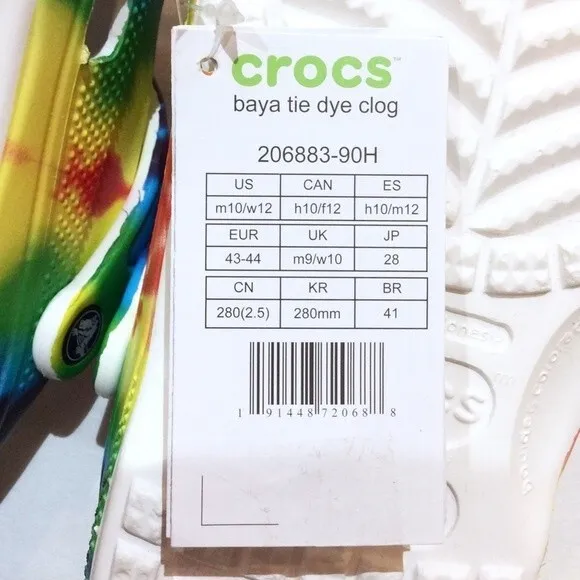 crocs™
baya tie dye clog
206883-90H
US CAN ES
m10/w12 h10/f12 h10/m12
EUR UK JP
43-44 m9/w10 28
CN KR BR
280(2.5) 280mm 41
1 91448 72068 8